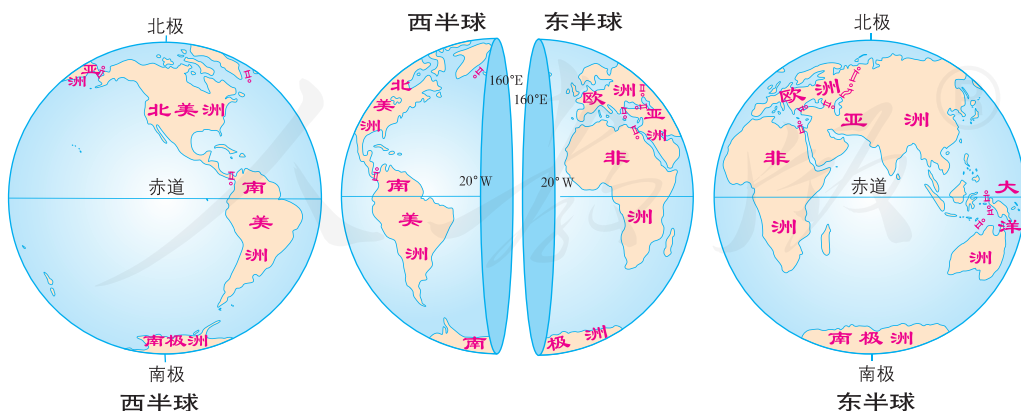 北极
亚
洲
北美洲
赤道
南
美
洲
南极洲
南极
西半球
西半球
北
美
洲
160°E
20° W
南
美
洲
南
东半球
160°E
欧
洲
亚
洲
非
洲
20° W
极洲
北极
欧洲
亚洲
非
洲
赤道
大
洋
洲
南极洲
南极
东半球